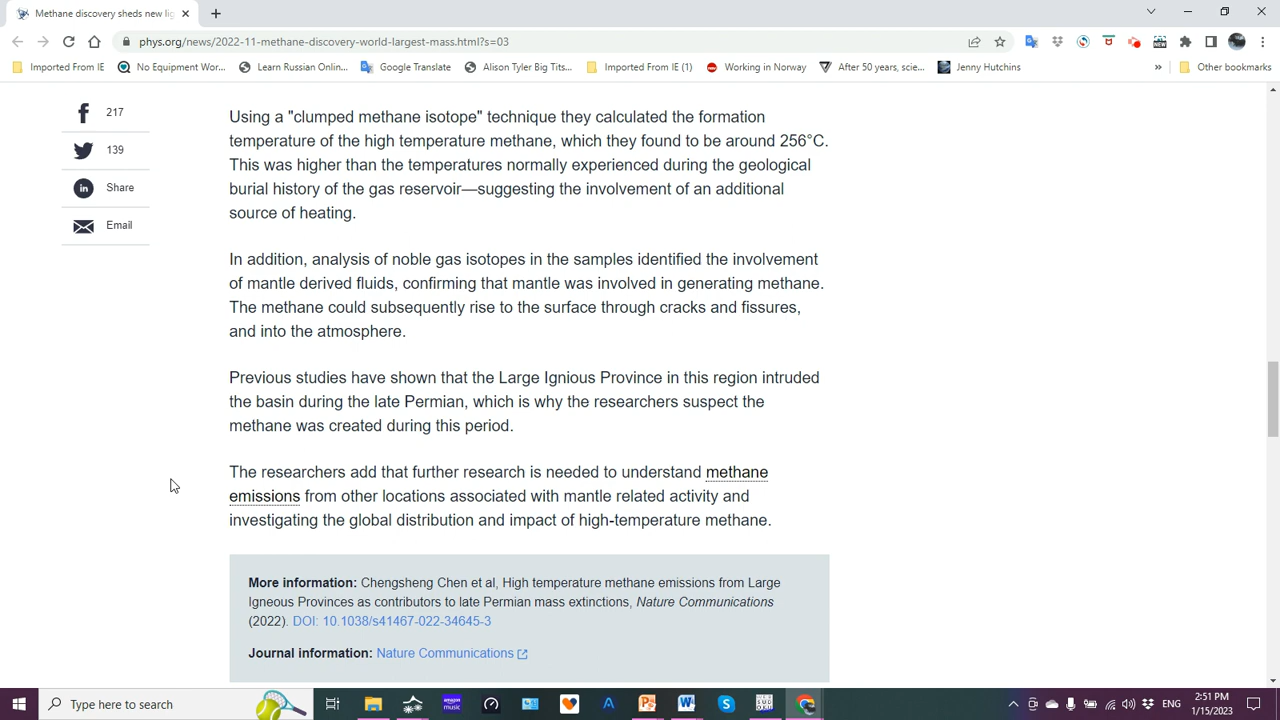 Methane discovery sheds new lig
phys.org/news/2022-11-methane-discovery-world-largest-mass.html?s=03
Imported From IE
No Equipment Wor...
Learn Russian Onlin...
Google Translate
Alison Tyler Big Tits...
Imported From IE (1)
Working in Norway
After 50 years, scie...
Jenny Hutchins
»
Other bookmarks
217
139
Share
Email
Using a "clumped methane isotope" technique they calculated the formation
temperature of the high temperature methane, which they found to be around 256°C.
This was higher than the temperatures normally experienced during the geological
burial history of the gas reservoir—suggesting the involvement of an additional
source of heating.
In addition, analysis of noble gas isotopes in the samples identified the involvement
of mantle derived fluids, confirming that mantle was involved in generating methane.
The methane could subsequently rise to the surface through cracks and fissures,
and into the atmosphere.
Previous studies have shown that the Large Ignious Province in this region intruded
the basin during the late Permian, which is why the researchers suspect the
methane was created during this period.
The researchers add that further research is needed to understand methane
emissions from other locations associated with mantle related activity and
investigating the global distribution and impact of high-temperature methane.
More information: Chengsheng Chen et al, High temperature methane emissions from Large
Igneous Provinces as contributors to late Permian mass extinctions, Nature Communications
(2022). DOI: 10.1038/s41467-022-34645-3
Journal information: Nature Communications
Type here to search
ENG
2:51 PM
1/15/2023